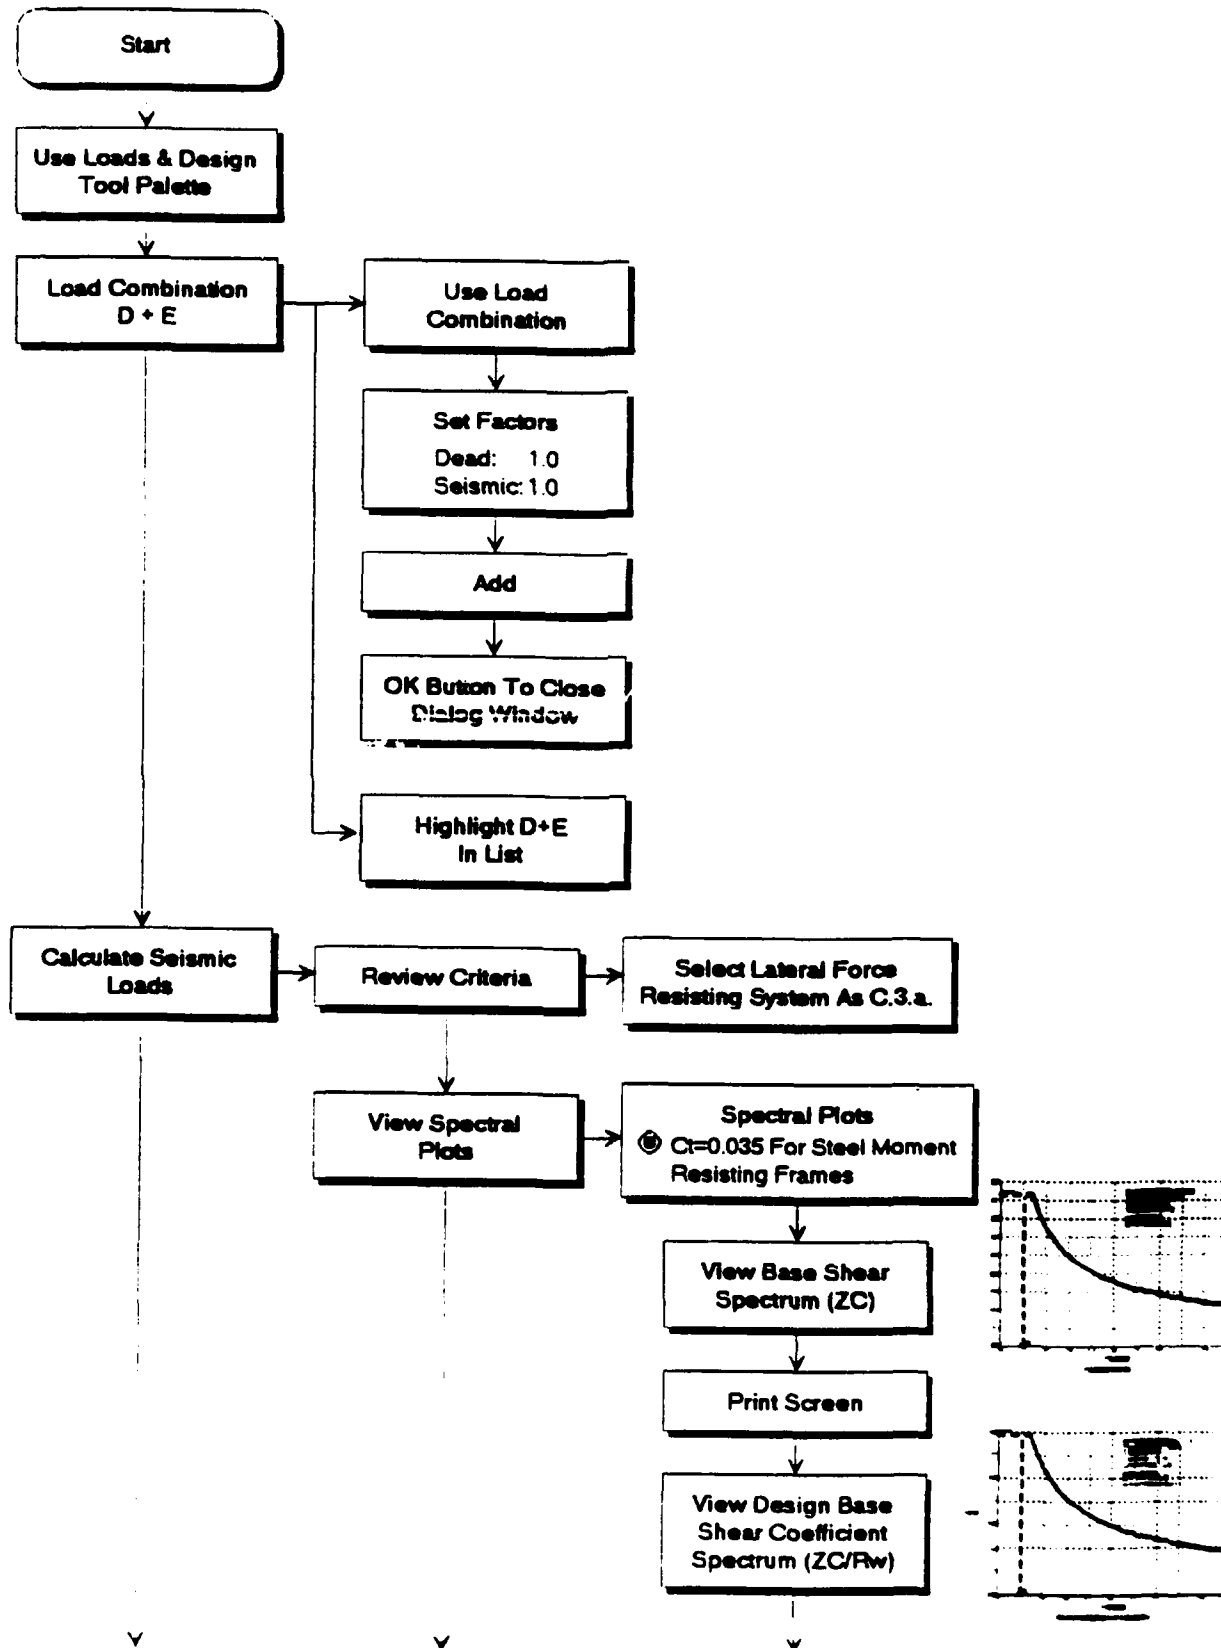 Start
Use Loads & Design
Tool Palette
Load Combination
D + E
Use Load
Combination
Set Factors
Dead: 1.0
Seismic: 1.0
Add
OK Button To Close
Dialog Window
Highlight D+E
In List
Calculate Seismic
Loads
Review Criteria
Select Lateral Force
Resisting System As C.3.a.
View Spectral
Plots
Spectral Plots
Ct=0.035 For Steel Moment
Resisting Frames
View Base Shear
Spectrum (ZC)
Print Screen
View Design Base
Shear Coefficient
Spectrum (ZC/Rw)